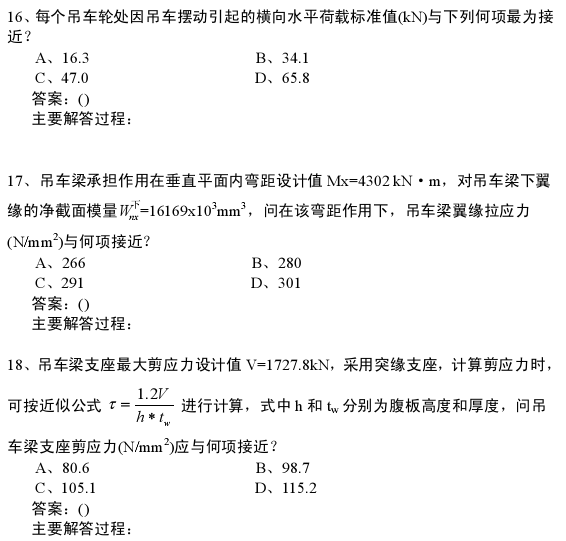 16、每个吊车轮处因吊车摆动引起的横向水平荷载标准值(kN)与下列何项最为接
近？
A、16.3 B、34.1
C、47.0 D、65.8
答案：()
主要解答过程：
17、吊车梁承担作用在垂直平面内弯距设计值 Mx=4302 kN·m，对吊车梁下翼
缘的净截面模量 $W_{nx}^{下}$=16169x10³mm³，问在该弯距作用下，吊车梁翼缘拉应力
(N/mm²)与何项接近？
A、266 B、280
C、291 D、301
答案：()
主要解答过程：
18、吊车梁支座最大剪应力设计值 V=1727.8kN，采用突缘支座，计算剪应力时，
可按近似公式 $\tau=\frac{1.2V}{h*t_w}$ 进行计算，式中 h 和 t_w 分别为腹板高度和厚度，问吊
车梁支座剪应力(N/mm²)应与何项接近？
A、80.6 B、98.7
C、105.1 D、115.2
答案：()
主要解答过程：